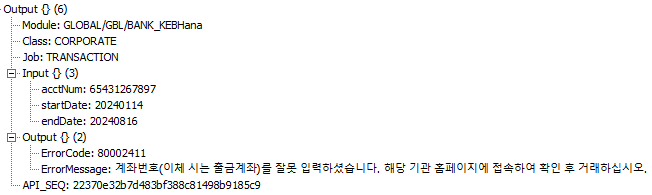 Output {} (6)
Module: GLOBAL/GBL/BANK_KEBHana
Class: CORPORATE
Job: TRANSACTION
Input {} (3)
acctNum: 65431267897
startDate: 20240114
endDate: 20240816
Output {} (2)
ErrorCode: 80002411
ErrorMessage: 계좌번호(이체 시는 출금계좌)를 잘못 입력하셨습니다. 해당 기관 홈페이지에 접속하여 확인 후 거래하십시오.
API_SEQ: 22370e32b7d483bf388c81498b9185c9